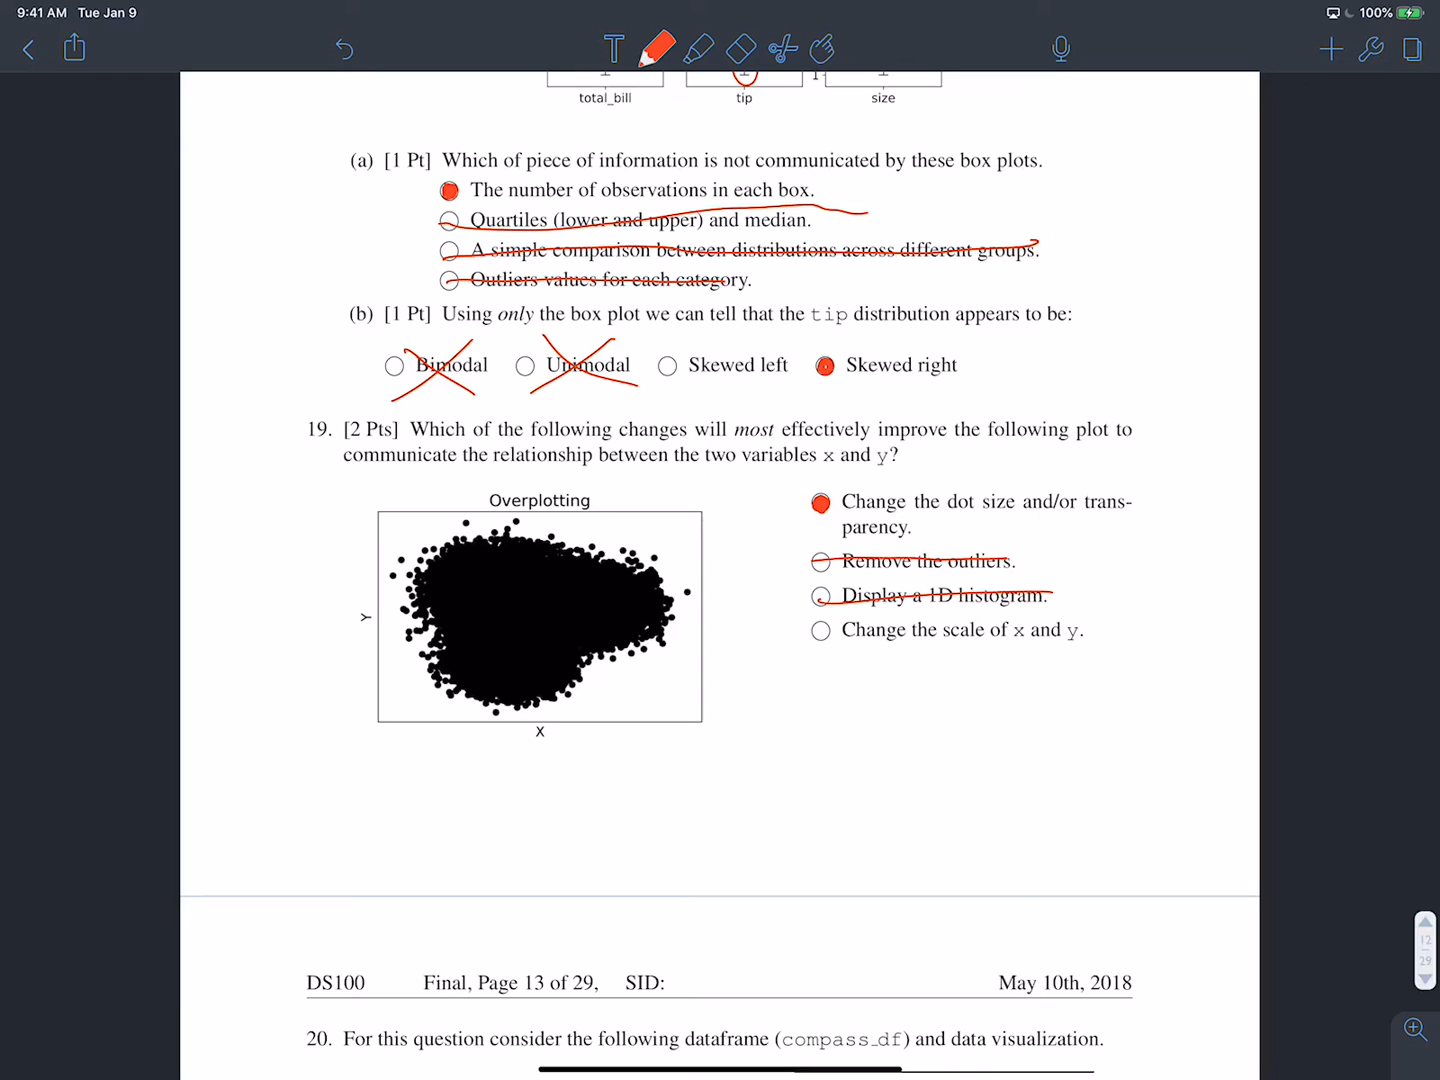 9:41 AM Tue Jan 9
100%
T
total_bill
tip
1
size
(a) [1 Pt] Which of piece of information is not communicated by these box plots.
The number of observations in each box.
Quartiles (lower and upper) and median.
A simple comparison between distributions across different groups.
Outliers values for each category.
(b) [1 Pt] Using only the box plot we can tell that the tip distribution appears to be:
Bimodal
Unimodal
Skewed left
Skewed right
19. [2 Pts] Which of the following changes will most effectively improve the following plot to
communicate the relationship between the two variables x and y?
Overplotting
Y
X
Change the dot size and/or trans-
parency.
Remove the outliers.
Display a 1D histogram.
Change the scale of x and y.
12
29
DS100 Final, Page 13 of 29, SID: May 10th, 2018
20. For this question consider the following dataframe (compass_df) and data visualization.